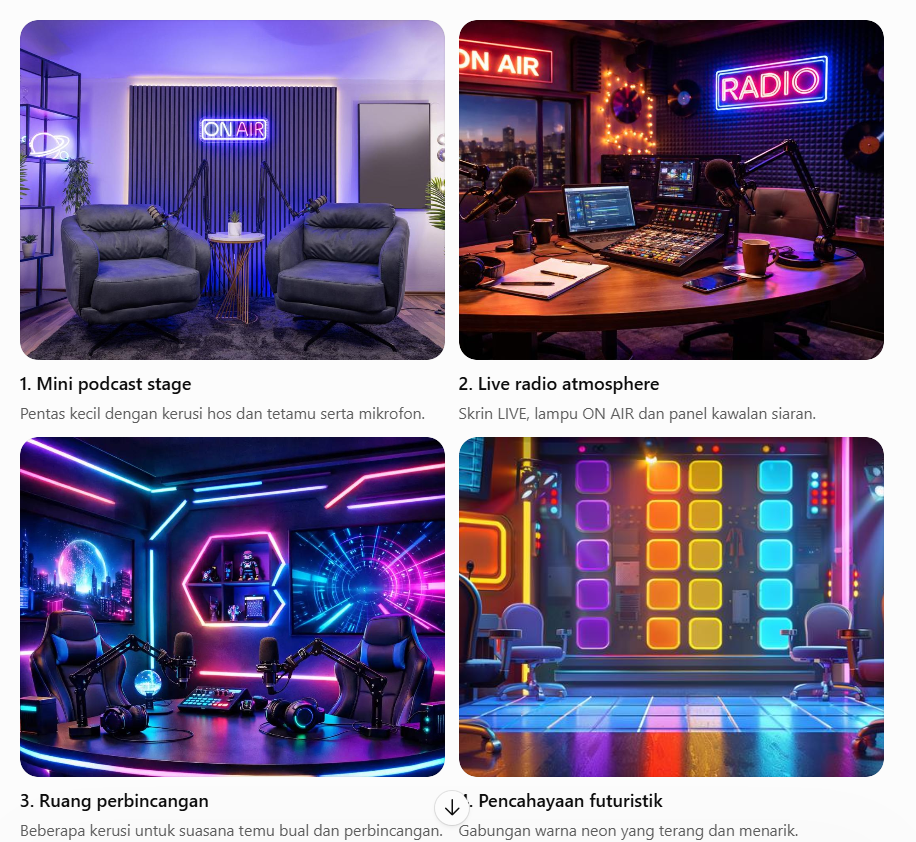 ON AIR
ON AIR
RADIO
1. Mini podcast stage
2. Live radio atmosphere
Pentas kecil dengan kerusi hos dan tetamu serta mikrofon.
Skrin LIVE, lampu ON AIR dan panel kawalan siaran.
3. Ruang perbincangan
. Pencahayaan futuristik
Beberapa kerusi untuk suasana temu bual dan perbincangan.
Gabungan warna neon yang terang dan menarik.